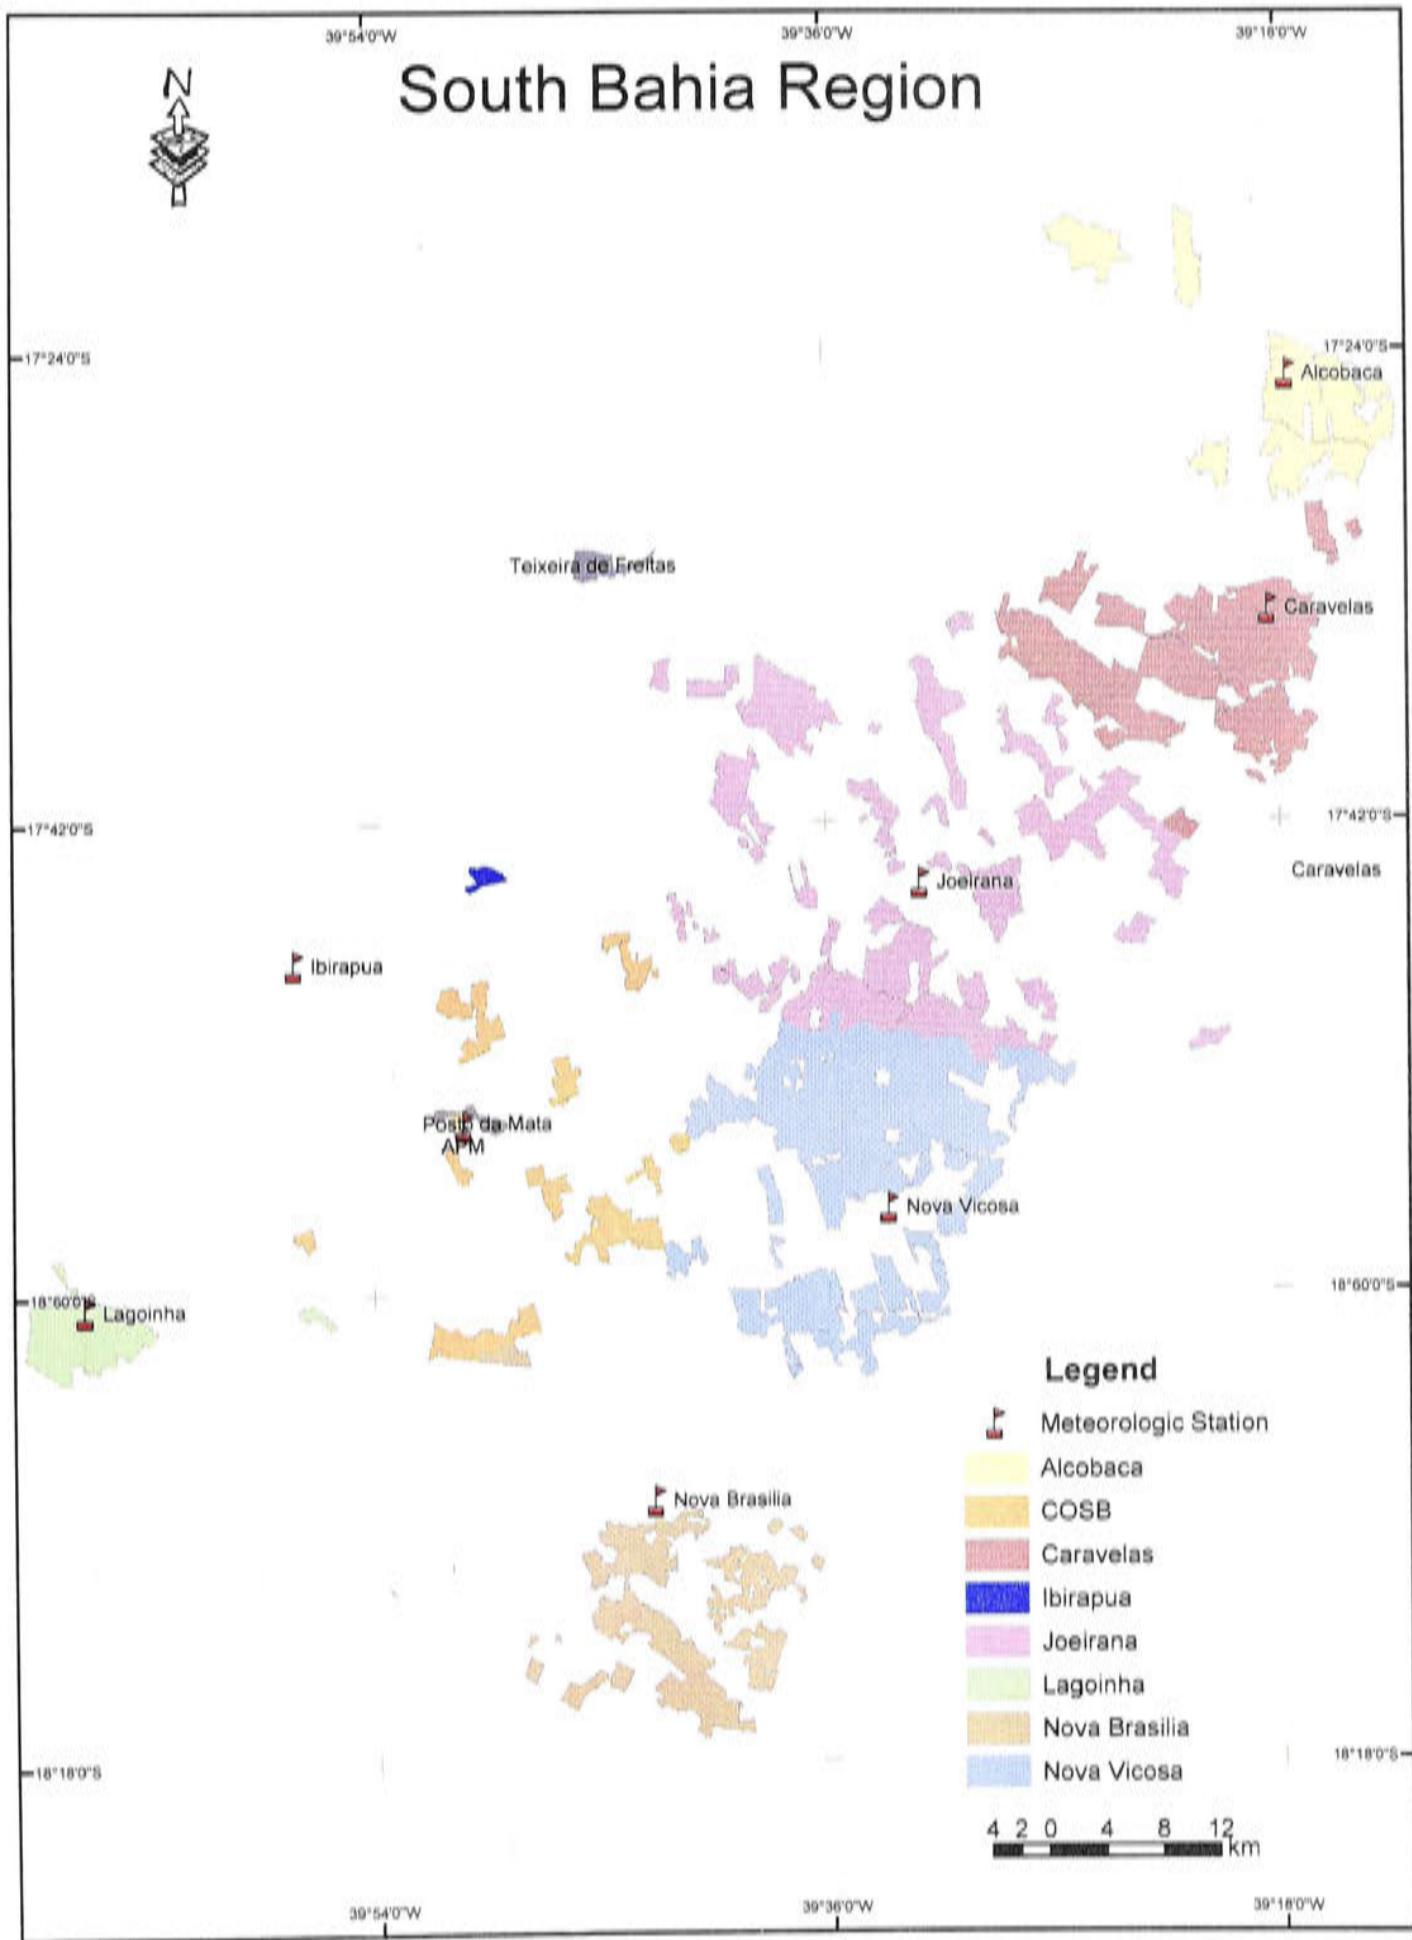 39°54'0"W 39°36'0"W 39°18'0"W
N
South Bahia Region
17°24'0"S 17°24'0"S
Alcobaca
Teixeira de Freitas
Caravelas
17°42'0"S 17°42'0"S
Caravelas
Joeirana
Ibirapua
Posto da Mata
APM
Nova Vicosa
18°60'0"S 18°60'0"S
Lagoinha
Legend
Meteorologic Station
Nova Brasilia
Alcobaca
COSB
Caravelas
Ibirapua
Joeirana
Lagoinha
Nova Brasilia
Nova Vicosa
18°18'0"S 18°18'0"S
4 2 0 4 8 12
km
39°54'0"W 39°36'0"W 39°18'0"W